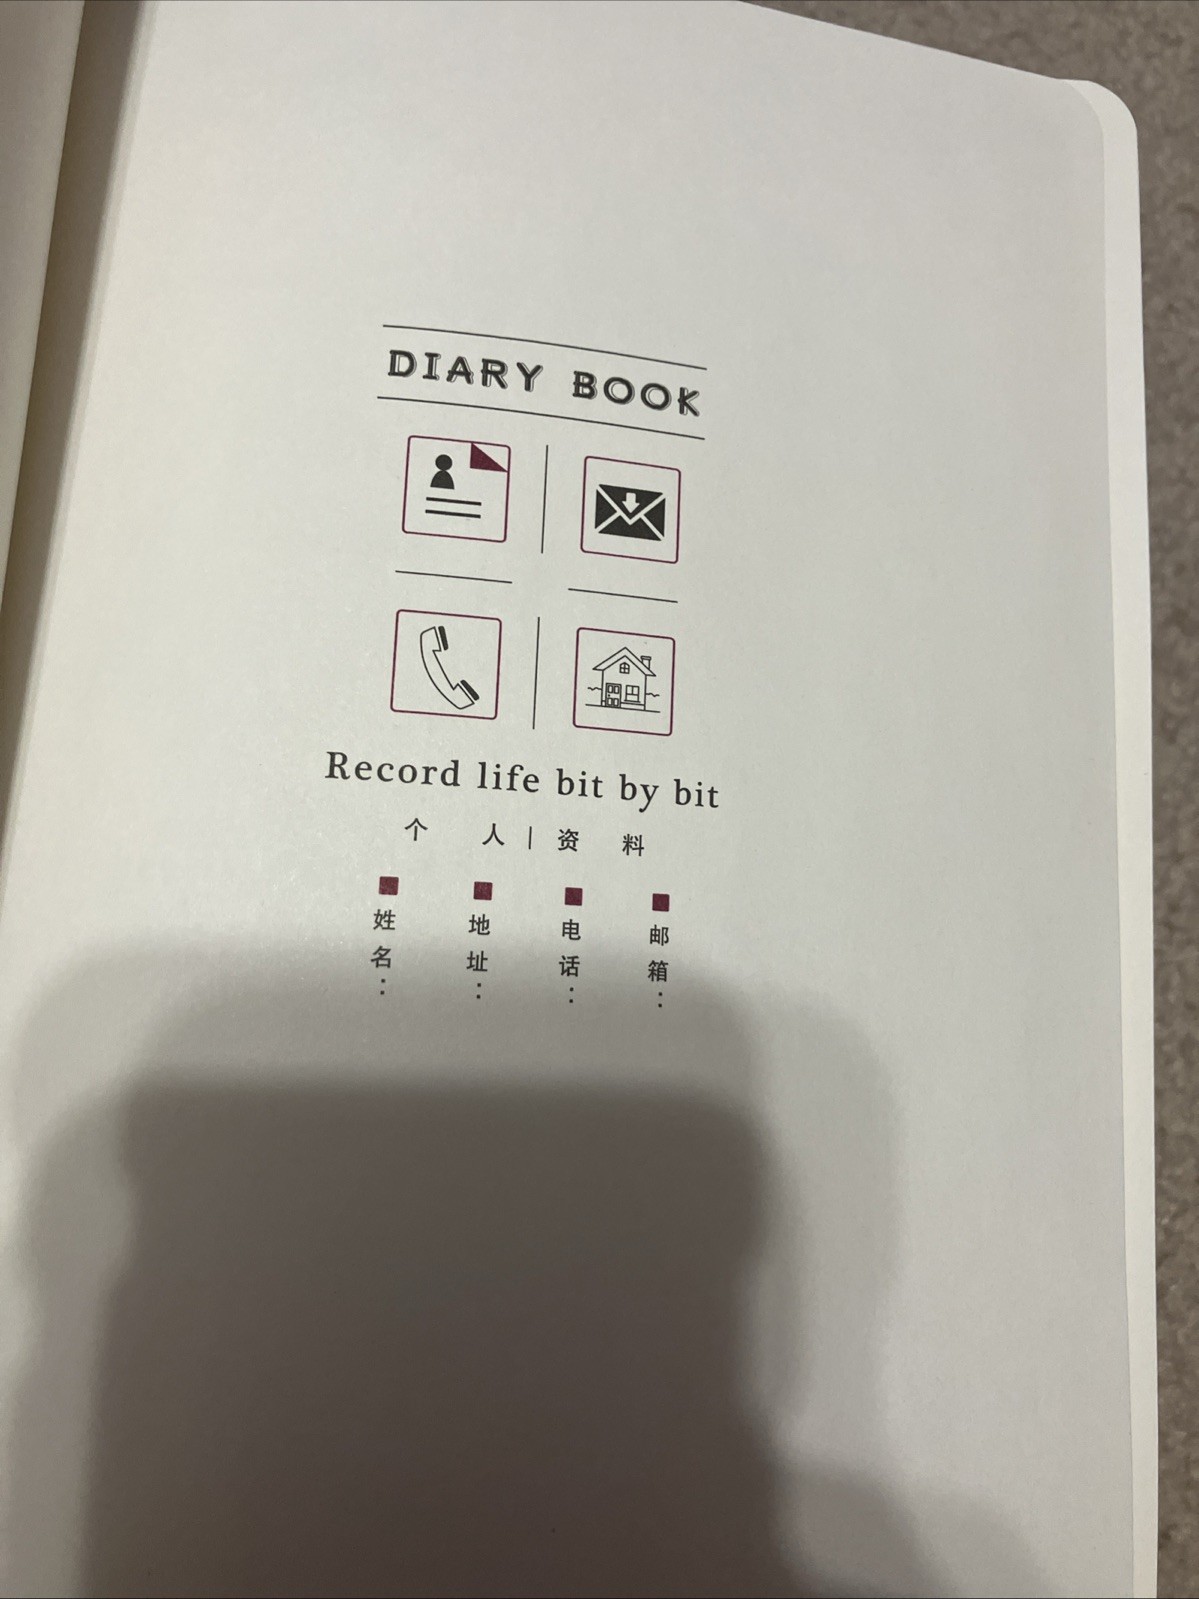 DIARY BOOK
Record life bit by bit
个 人 | 资 料
姓名：
地址：
电话：
邮箱：